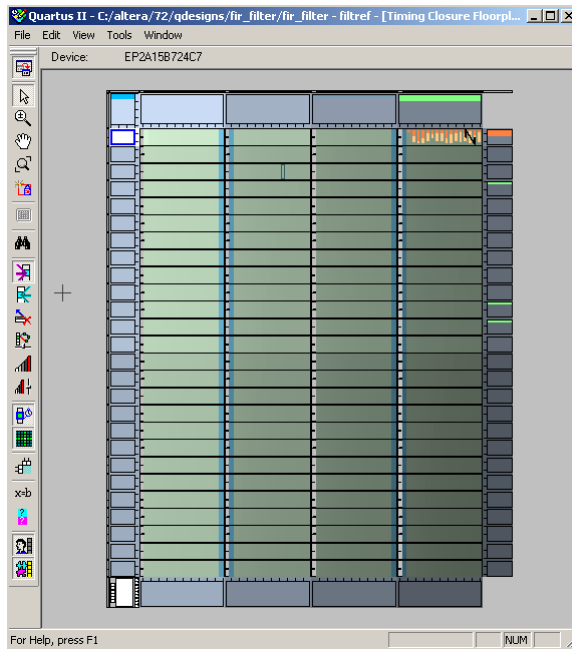 Quartus II - C:/altera/72/qdesigns/fir_filter/fir_filter - filtref - [Timing Closure Floorpl...
File Edit View Tools Window
Device: EP2A15B724C7
x=b
For Help, press F1
NUM